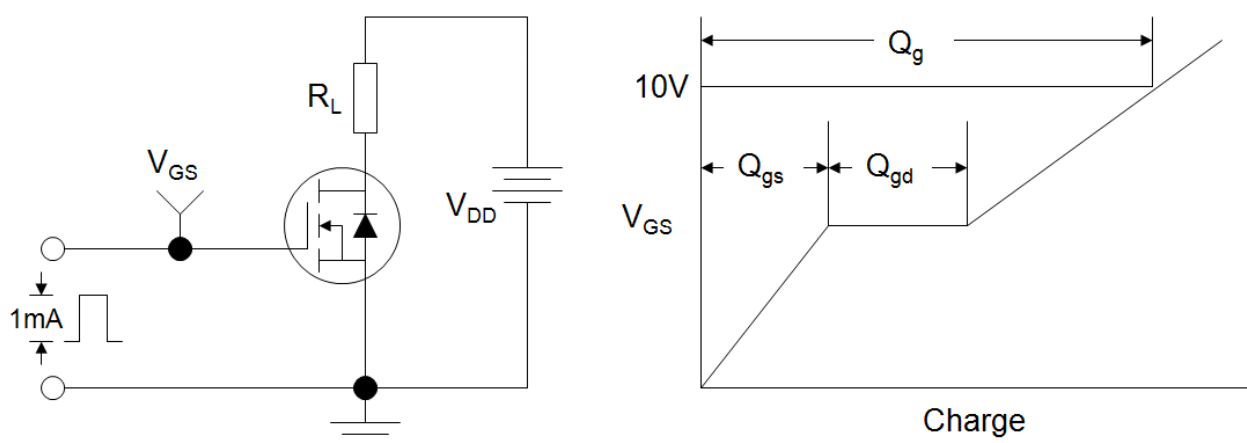 R_L
V_GS
V_DD
1mA
Q_g
10V
Q_gs
Q_gd
V_GS
Charge